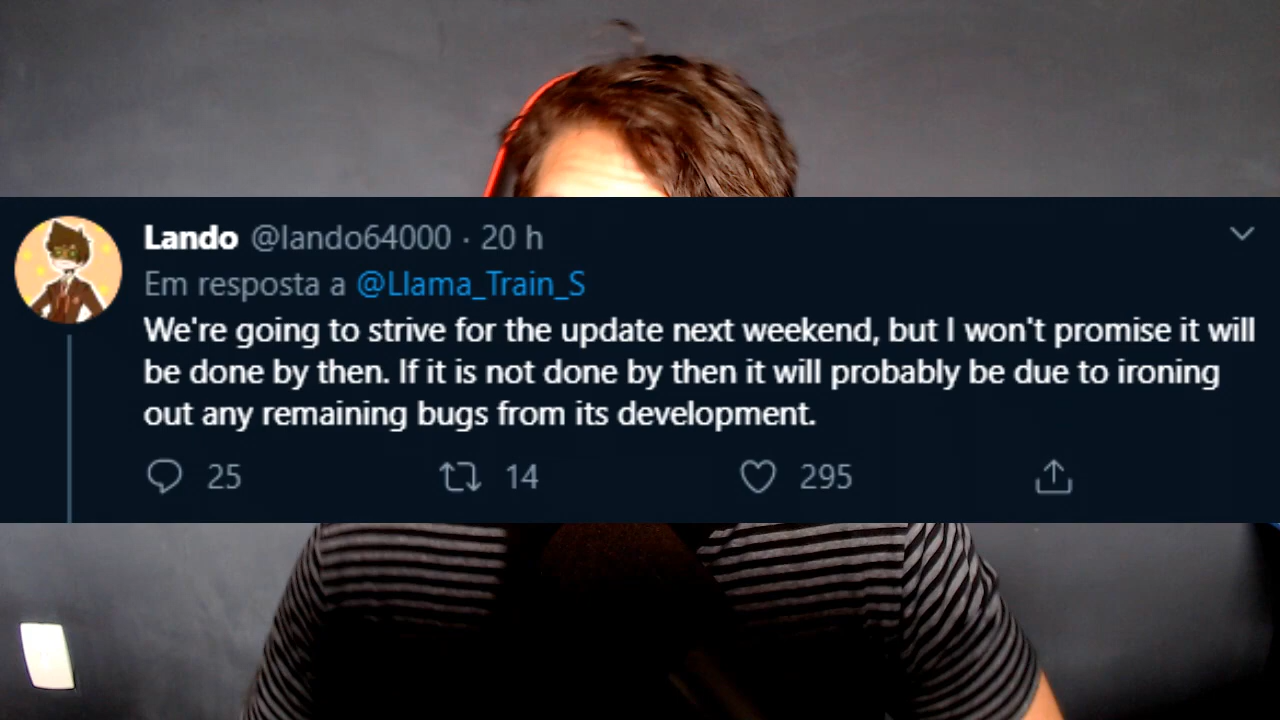 Lando @lando64000 · 20 h
Em resposta a @Llama_Train_S
We're going to strive for the update next weekend, but I won't promise it will
be done by then. If it is not done by then it will probably be due to ironing
out any remaining bugs from its development.
25 14 295